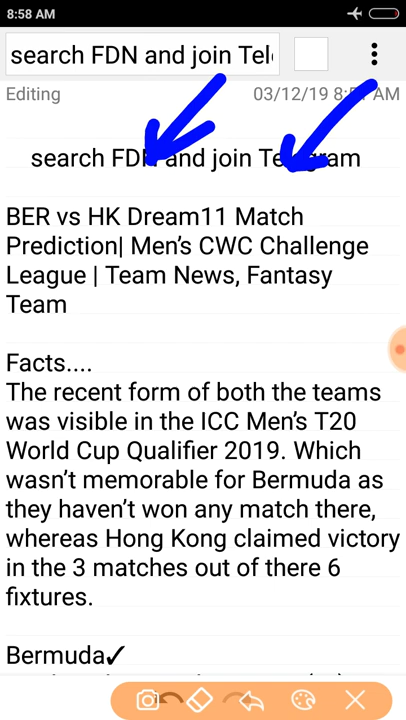 8:58 AM
search FDN and join Tel
Editing
03/12/19 8:57 AM
search FDN and join Telegram
BER vs HK Dream11 Match
Prediction| Men’s CWC Challenge
League | Team News, Fantasy
Team
Facts....
The recent form of both the teams
was visible in the ICC Men’s T20
World Cup Qualifier 2019. Which
wasn’t memorable for Bermuda as
they haven’t won any match there,
whereas Hong Kong claimed victory
in the 3 matches out of there 6
fixtures.
Bermuda✓